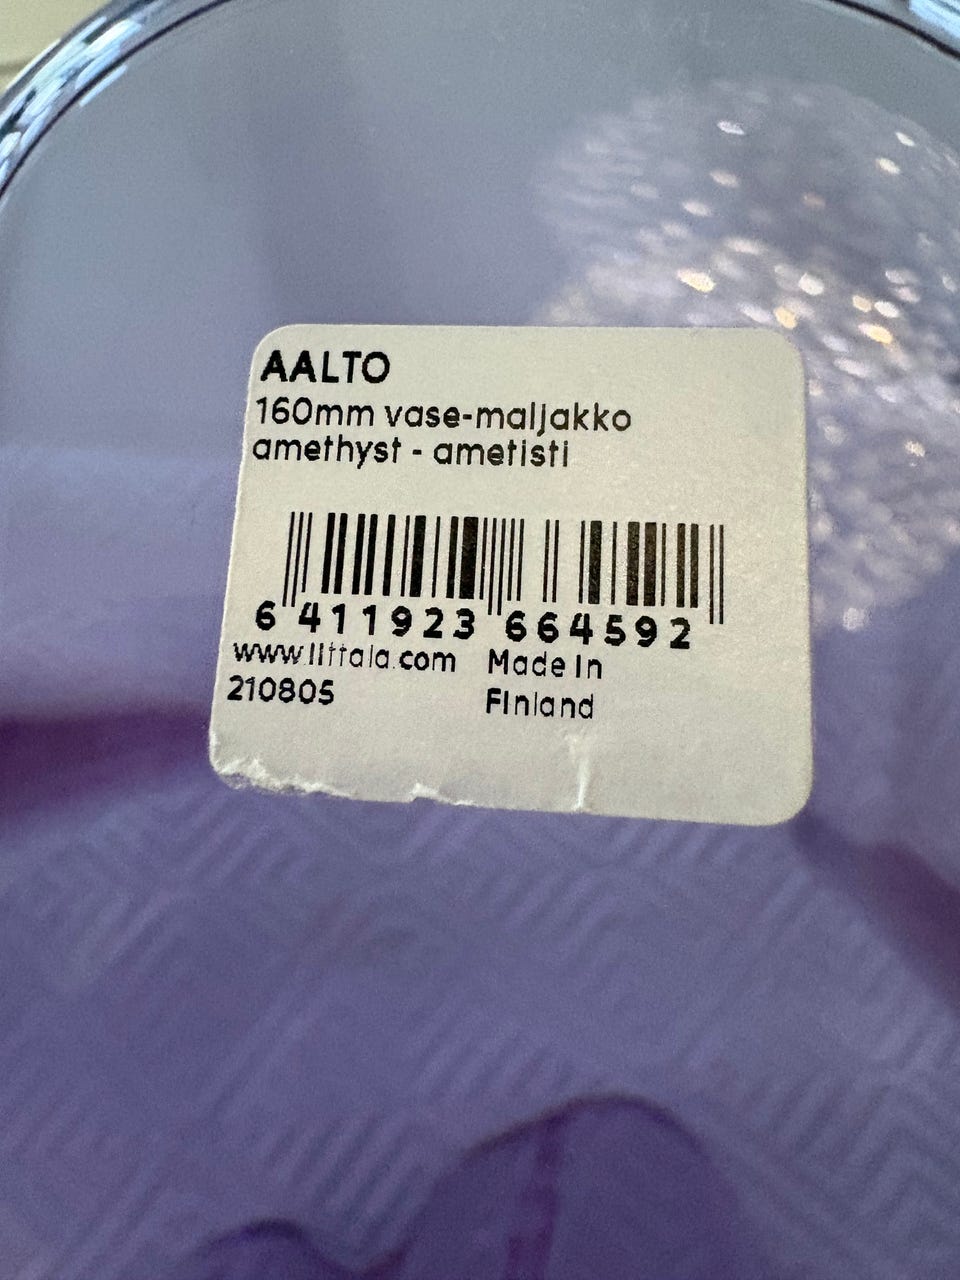 AALTO
160mm vase-maljakko
amethyst - ametisti
6 411923 664592
www.iittala.com Made in
210805 Finland